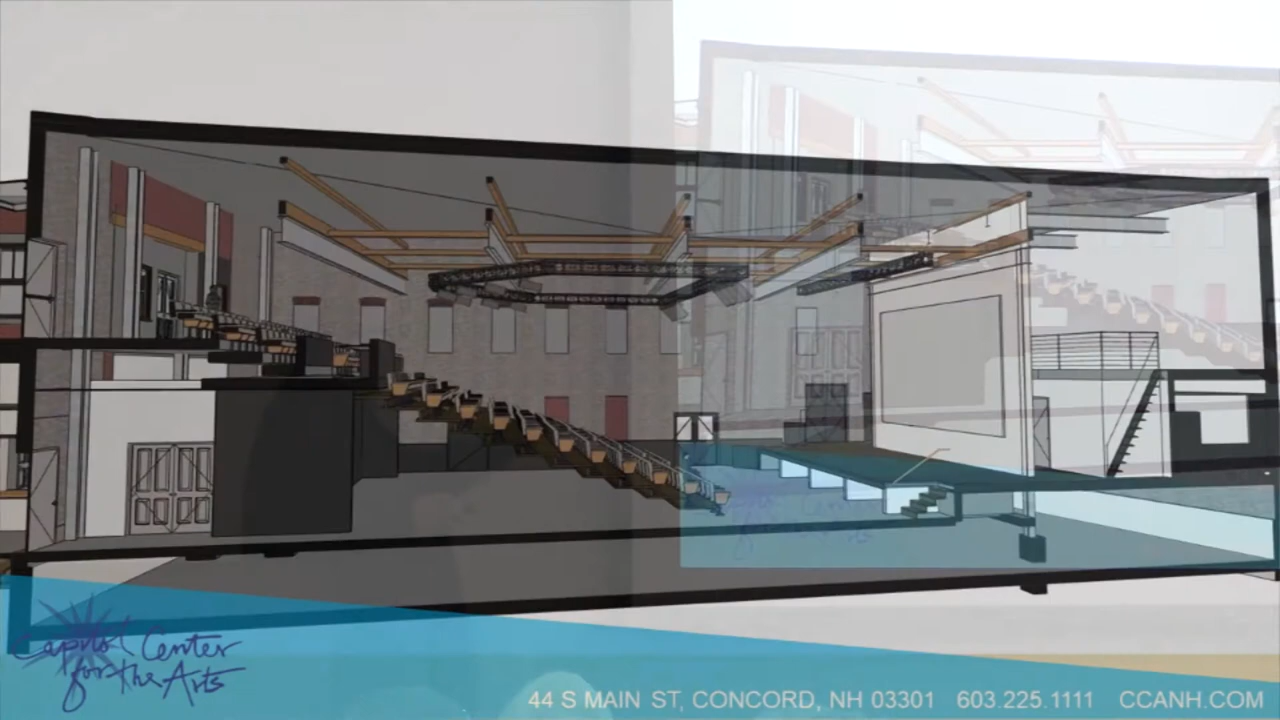 Capitol Center
for the Arts
44 S MAIN ST, CONCORD, NH 03301 603.225.1111 CCANH.COM